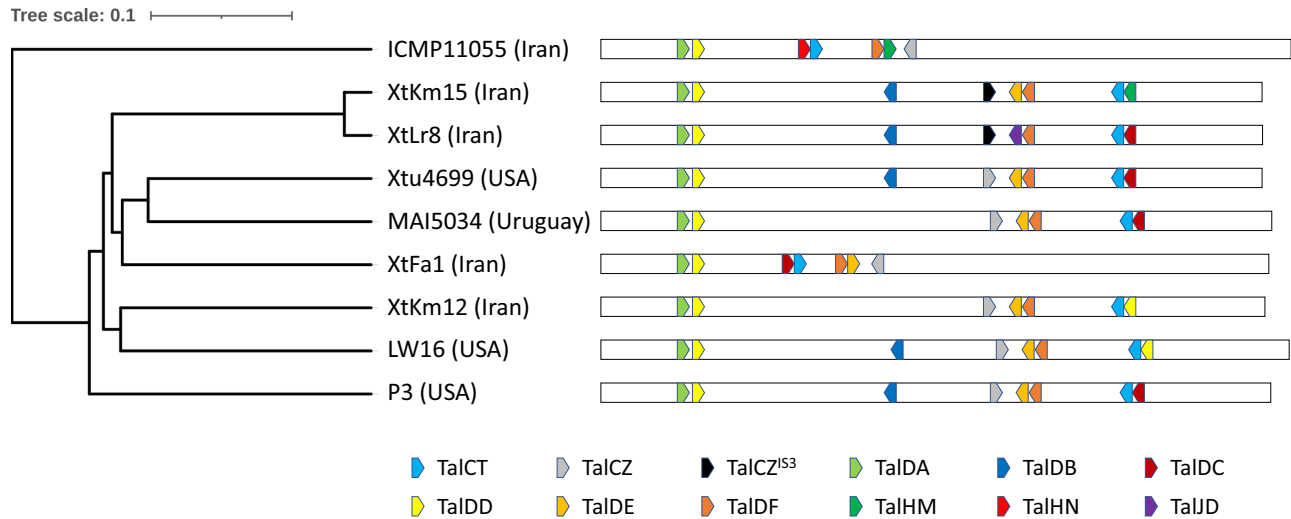 Tree scale: 0.1
ICMP11055 (Iran)
XtKm15 (Iran)
XtLr8 (Iran)
Xtu4699 (USA)
MAI5034 (Uruguay)
XtFa1 (Iran)
XtKm12 (Iran)
LW16 (USA)
P3 (USA)
TalCT TalCZ TalCZIS3 TalDA TalDB TalDC
TalDD TalDE TalDF TalHM TalHN TalJD